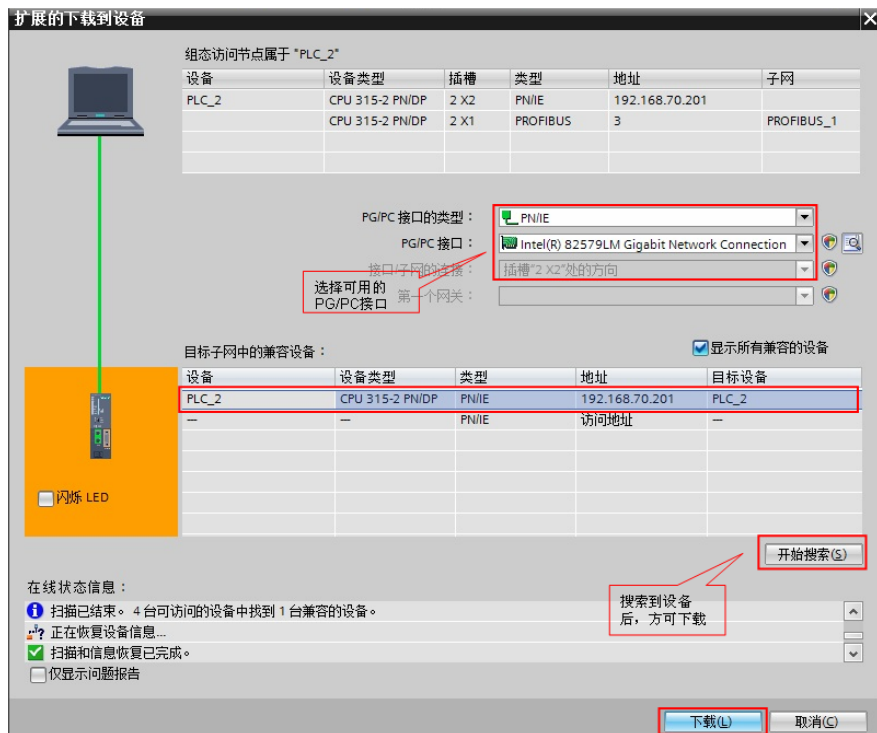 扩展的下载到设备
组态访问节点属于 "PLC_2"
设备 设备类型 插槽 类型 地址 子网
PLC_2 CPU 315-2 PN/DP 2 X2 PN/IE 192.168.70.201
CPU 315-2 PN/DP 2 X1 PROFIBUS 3 PROFIBUS_1
PG/PC 接口的类型： PN/IE
PG/PC 接口： Intel(R) 82579LM Gigabit Network Connection
接口/子网的连接： 插槽"2 X2"处的方向
第一个网关：
选择可用的
PG/PC接口
目标子网中的兼容设备： 显示所有兼容的设备
设备 设备类型 类型 地址 目标设备
PLC_2 CPU 315-2 PN/DP PN/IE 192.168.70.201 PLC_2
— — PN/IE 访问地址 —
闪烁 LED
开始搜索(S)
搜索到设备
后，方可下载
在线状态信息：
扫描已结束。 4 台可访问的设备中找到 1 台兼容的设备。
正在恢复设备信息...
扫描和信息恢复已完成。
仅显示问题报告
下载(L) 取消(C)